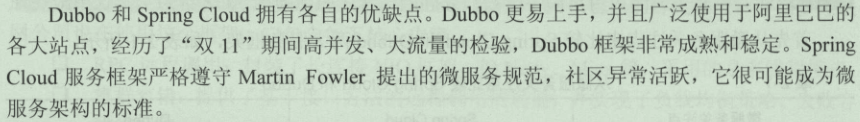 Dubbo 和 Spring Cloud 拥有各自的优缺点。Dubbo 更易上手，并且广泛使用于阿里巴巴的
各大站点，经历了“双 11”期间高并发、大流量的检验，Dubbo 框架非常成熟和稳定。Spring
Cloud 服务框架严格遵守 Martin Fowler 提出的微服务规范，社区异常活跃，它很可能成为微
服务架构的标准。